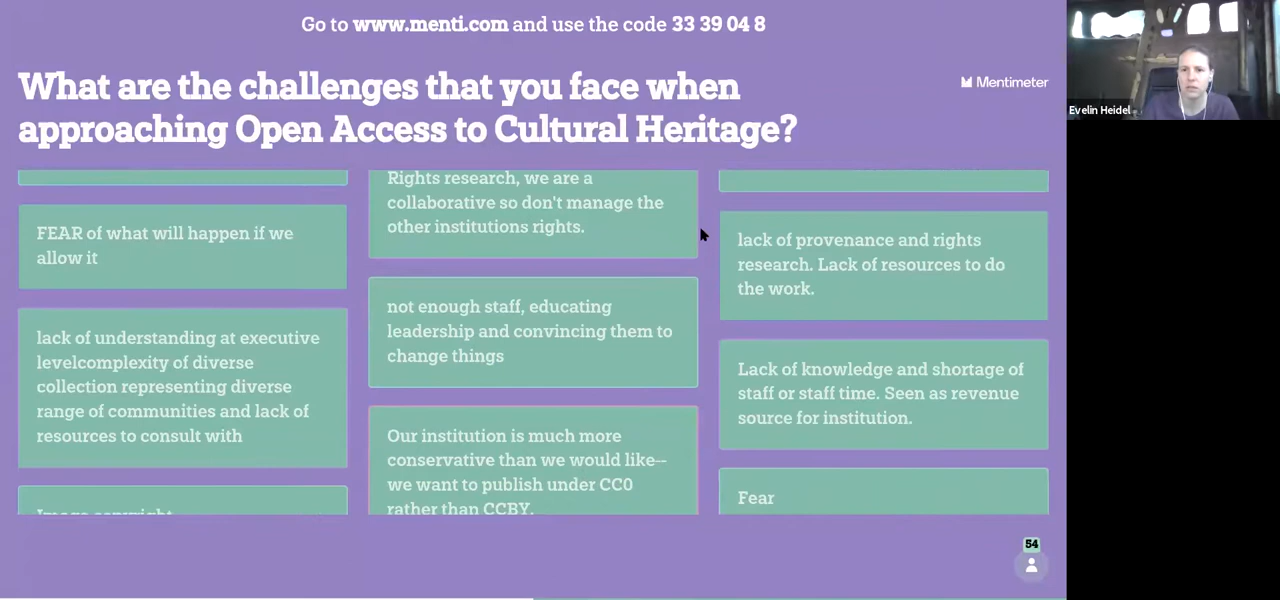 Go to www.menti.com and use the code 33 39 04 8
What are the challenges that you face when
approaching Open Access to Cultural Heritage?
Mentimeter
Evelin Heidel
FEAR of what will happen if we
allow it
lack of understanding at executive
levelcomplexity of diverse
collection representing diverse
range of communities and lack of
resources to consult with
Image copyright
Rights research, we are a
collaborative so don't manage the
other institutions rights.
not enough staff, educating
leadership and convincing them to
change things
Our institution is much more
conservative than we would like--
we want to publish under CC0
rather than CCBY.
lack of provenance and rights
research. Lack of resources to do
the work.
Lack of knowledge and shortage of
staff or staff time. Seen as revenue
source for institution.
Fear
54